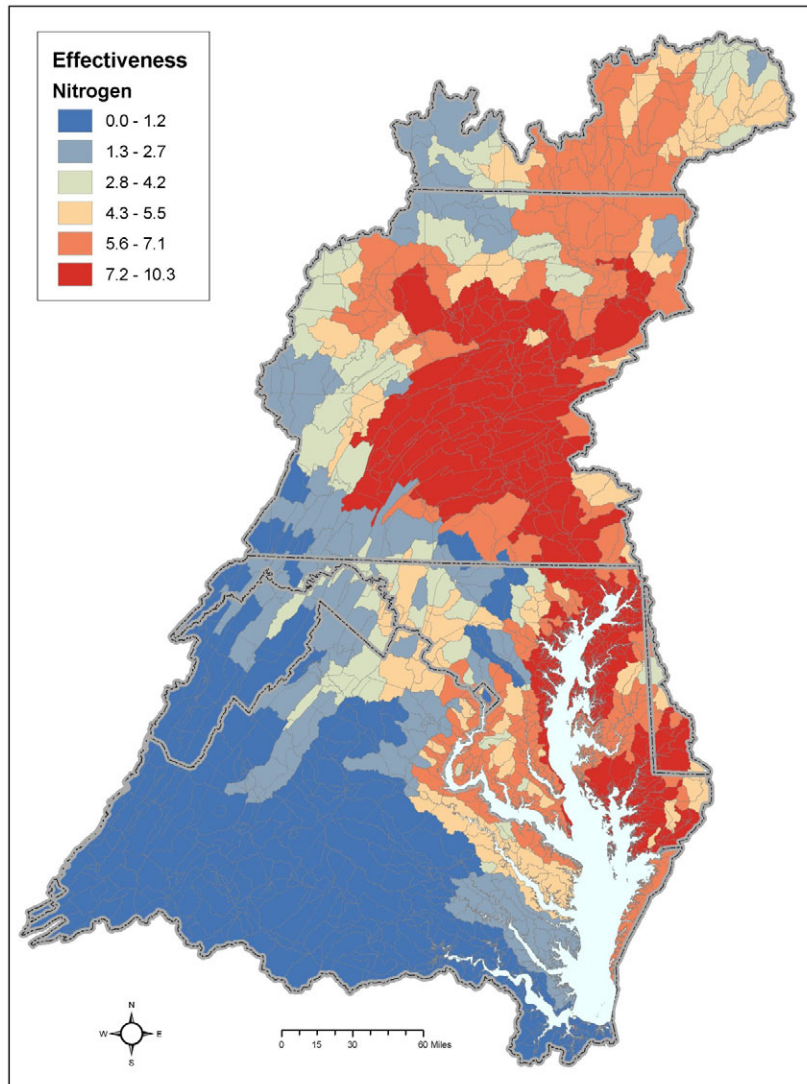 Effectiveness
Nitrogen
0.0 - 1.2
1.3 - 2.7
2.8 - 4.2
4.3 - 5.5
5.6 - 7.1
7.2 - 10.3
N
W E
S
0 15 30 60 Miles